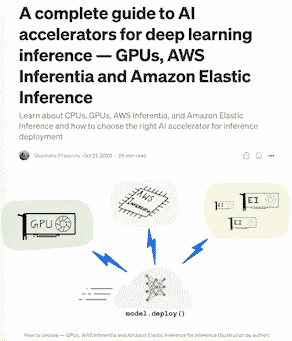 A complete guide to AI
accelerators for deep learning
inference — GPUs, AWS
Inferentia and Amazon Elastic
Inference
Learn about CPUs, GPUs, AWS Inferentia, and Amazon Elastic
Inference and how to choose the right AI accelerator for inference
deployment
Shashank Prasanna Oct 21, 2020 · 26 min read
GPU
AWS
INFERENTIA
EI
EI
EI
model.deploy()
How to choose — GPUs, AWS Inferentia and Amazon Elastic Inference for inference (Illustration by author)